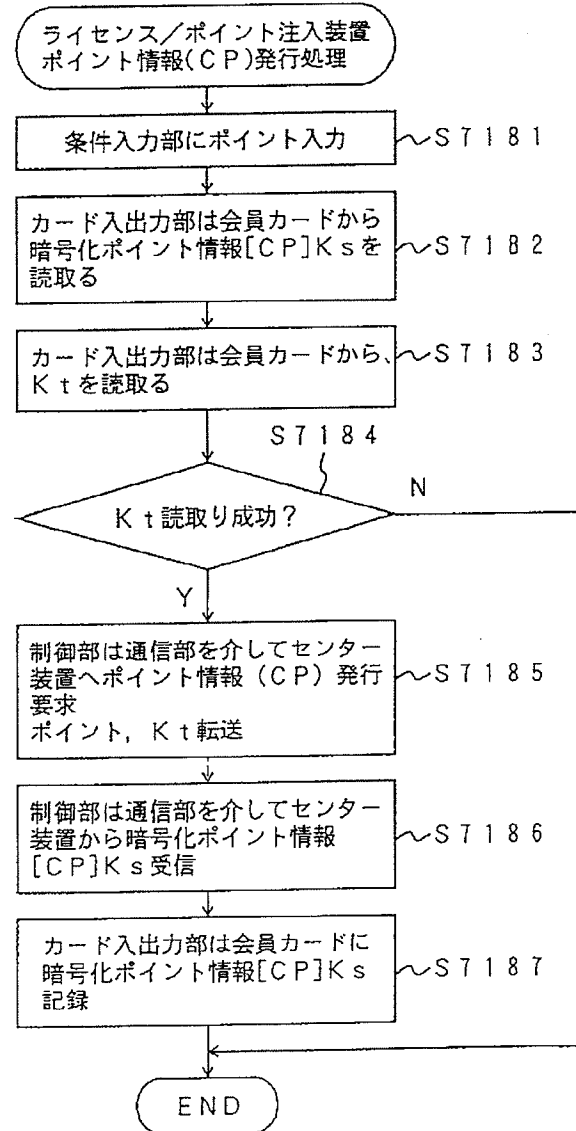 ライセンス／ポイント注入装置
ポイント情報(CP)発行処理
条件入力部にポイント入力
S7181
カード入出力部は会員カードから
暗号化ポイント情報[CP]Ksを
読取る
S7182
カード入出力部は会員カードから、
Ktを読取る
S7183
S7184
Kt読取り成功？
N
Y
制御部は通信部を介してセンター
装置へポイント情報（CP）発行
要求
ポイント，Kt転送
S7185
制御部は通信部を介してセンター
装置から暗号化ポイント情報
[CP]Ks受信
S7186
カード入出力部は会員カードに
暗号化ポイント情報[CP]Ks
記録
S7187
END